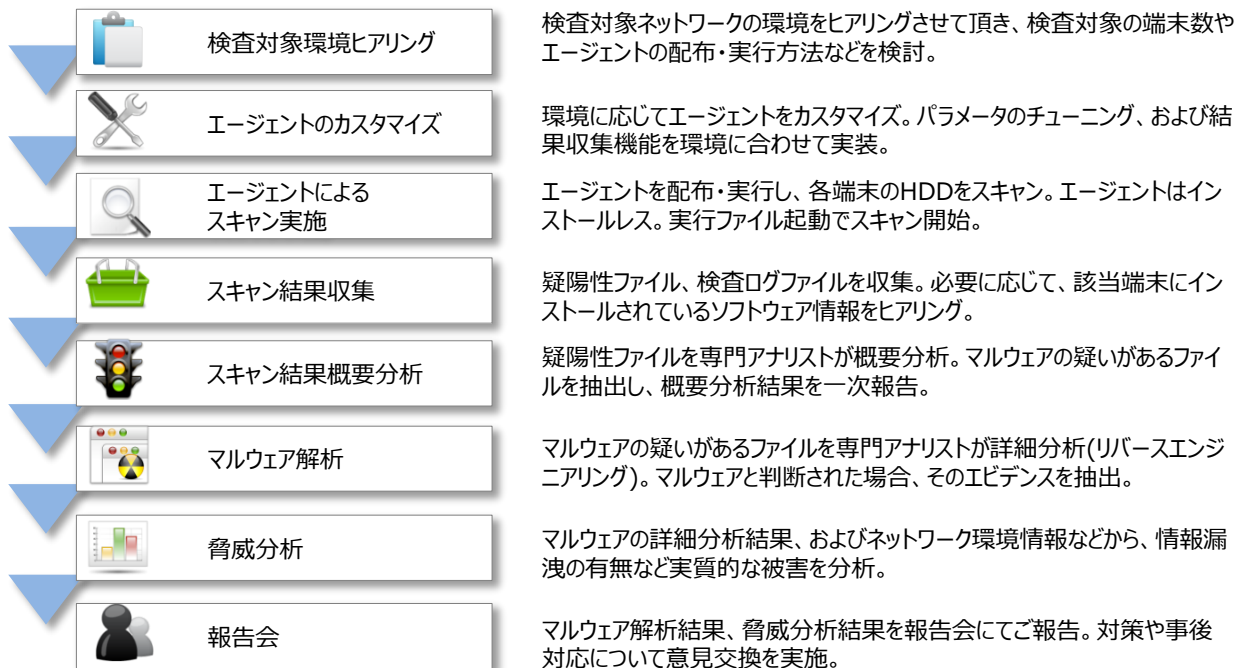 検査対象環境ヒアリング
検査対象ネットワークの環境をヒアリングさせて頂き、検査対象の端末数や
エージェントの配布・実行方法などを検討。
エージェントのカスタマイズ
環境に応じてエージェントをカスタマイズ。パラメータのチューニング、および結
果収集機能を環境に合わせて実装。
エージェントによる
スキャン実施
エージェントを配布・実行し、各端末のHDDをスキャン。エージェントはイン
ストールレス。実行ファイル起動でスキャン開始。
スキャン結果収集
疑陽性ファイル、検査ログファイルを収集。必要に応じて、該当端末にイン
ストールされているソフトウェア情報をヒアリング。
スキャン結果概要分析
疑陽性ファイルを専門アナリストが概要分析。マルウェアの疑いがあるファイ
ルを抽出し、概要分析結果を一次報告。
マルウェア解析
マルウェアの疑いがあるファイルを専門アナリストが詳細分析(リバースエンジ
ニアリング)。マルウェアと判断された場合、そのエビデンスを抽出。
脅威分析
マルウェアの詳細分析結果、およびネットワーク環境情報などから、情報漏
洩の有無など実質的な被害を分析。
報告会
マルウェア解析結果、脅威分析結果を報告会にてご報告。対策や事後
対応について意見交換を実施。